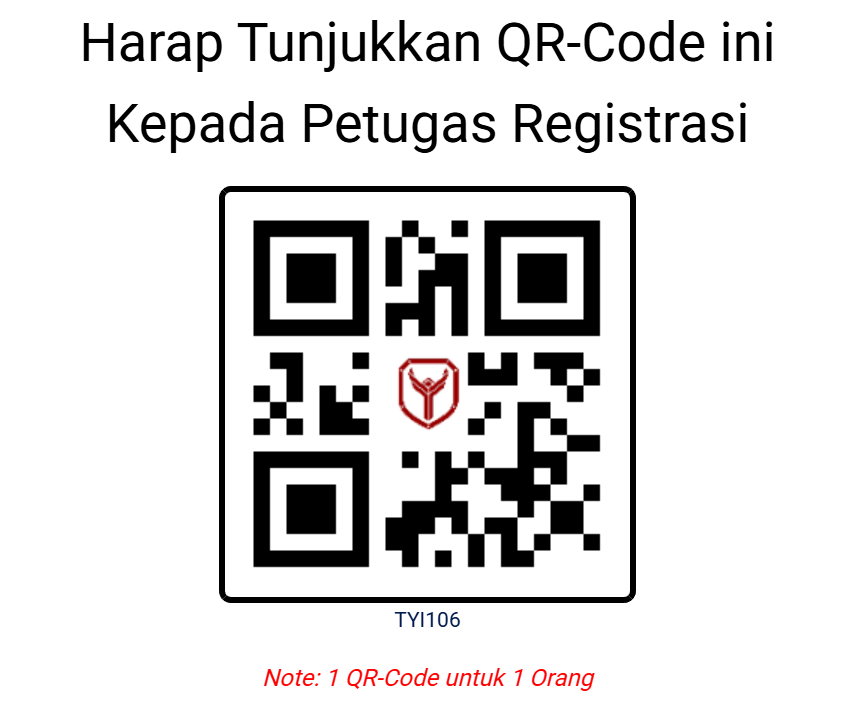 Harap Tunjukkan QR-Code ini
Kepada Petugas Registrasi
TYI106
Note: 1 QR-Code untuk 1 Orang